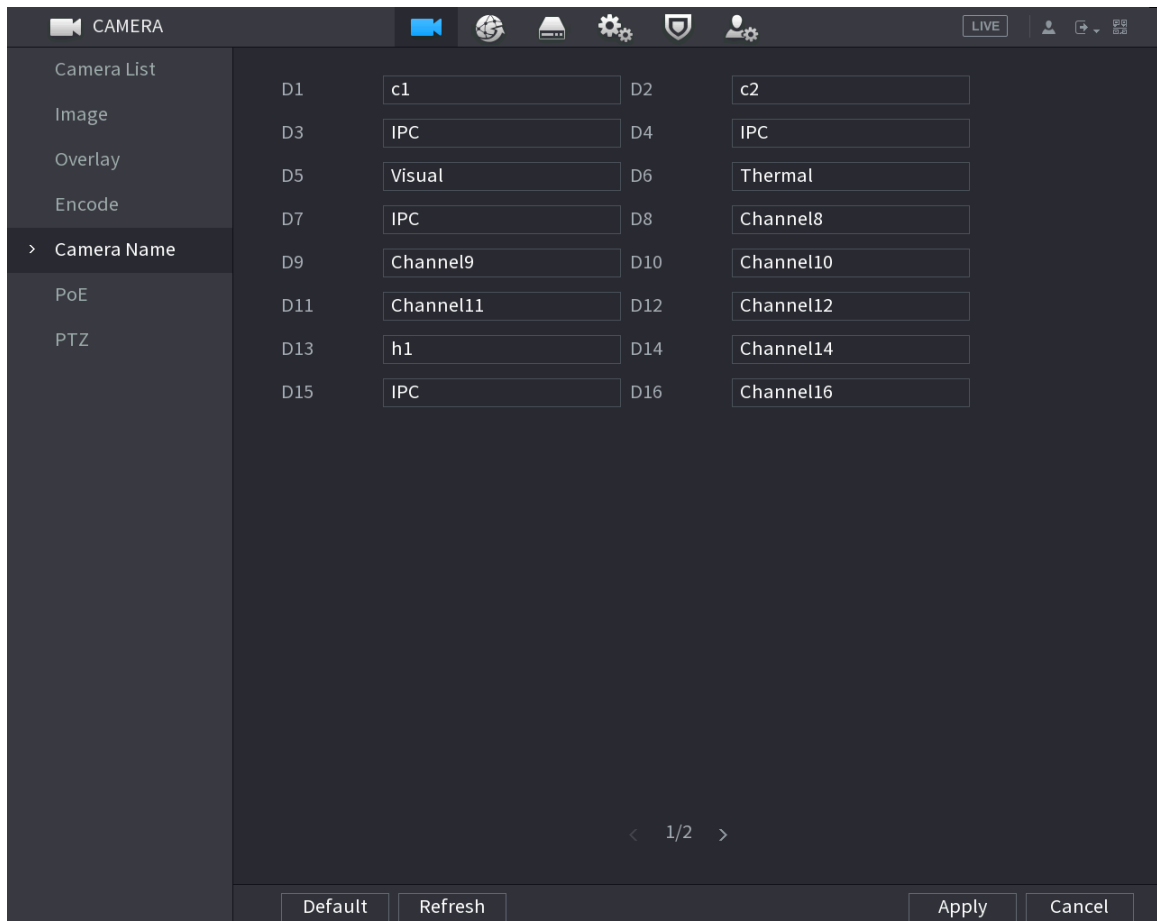 CAMERA LIVE
Camera List
Image
Overlay
Encode
> Camera Name
PoE
PTZ
D1 c1 D2 c2
D3 IPC D4 IPC
D5 Visual D6 Thermal
D7 IPC D8 Channel8
D9 Channel9 D10 Channel10
D11 Channel11 D12 Channel12
D13 h1 D14 Channel14
D15 IPC D16 Channel16
< 1/2 >
Default Refresh Apply Cancel